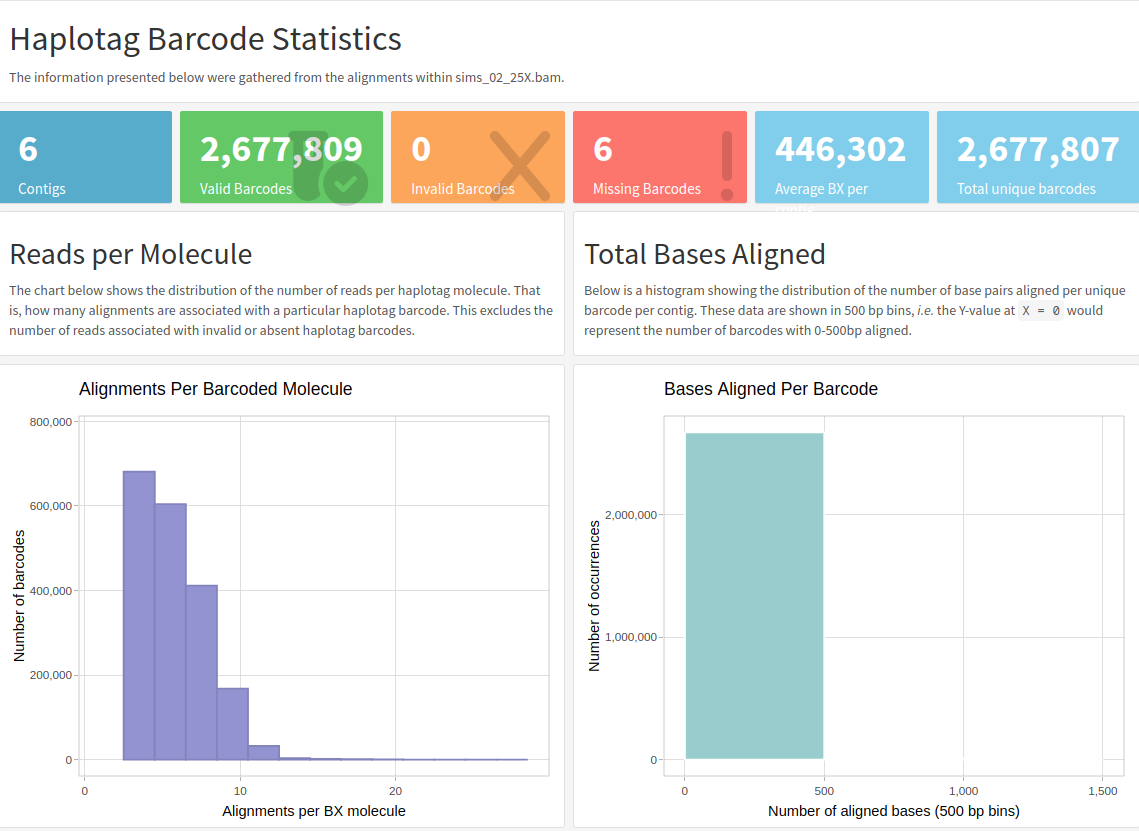 Haplotag Barcode Statistics
The information presented below were gathered from the alignments within sims_02_25X.bam.
6
Contigs
2,677,809
Valid Barcodes
0
Invalid Barcodes
6
Missing Barcodes
446,302
Average BX per
2,677,807
Total unique barcodes
Reads per Molecule
The chart below shows the distribution of the number of reads per haplotag molecule. That
is, how many alignments are associated with a particular haplotag barcode. This excludes the
number of reads associated with invalid or absent haplotag barcodes.
Total Bases Aligned
Below is a histogram showing the distribution of the number of base pairs aligned per unique
barcode per contig. These data are shown in 500 bp bins, i.e. the Y-value at X = 0 would
represent the number of barcodes with 0-500bp aligned.
Alignments Per Barcoded Molecule
Number of barcodes
800,000
600,000
400,000
200,000
0
0 10 20
Alignments per BX molecule
Bases Aligned Per Barcode
Number of occurrences
2,000,000
1,000,000
0
0 500 1,000 1,500
Number of aligned bases (500 bp bins)